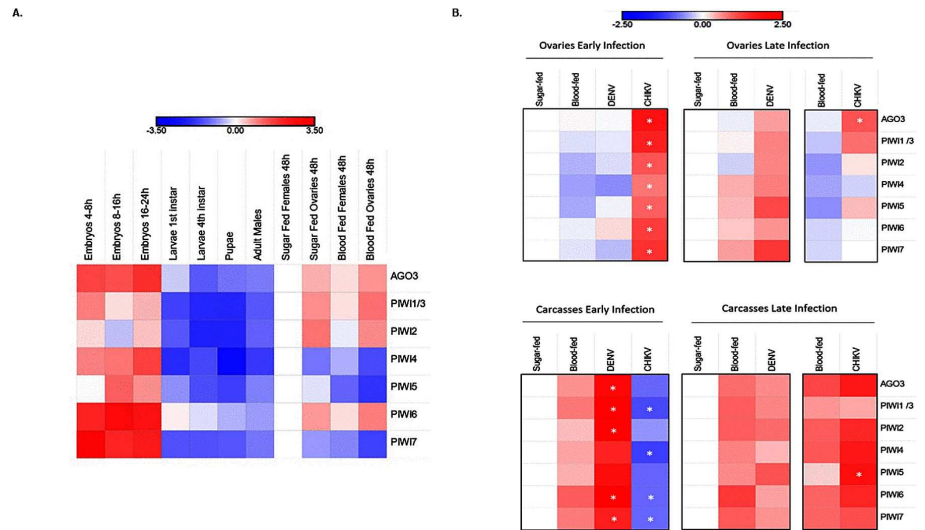 A.
-3.50 0.00 3.50
Embryos 4-8h
Embryos 8-16h
Embryos 16-24h
Larvae 1st Instar
Larvae 4th Instar
Pupae
Adult Males
Sugar Fed Females 48h
Sugar Fed Ovaries 48h
Blood Fed Females 48h
Blood Fed Ovaries 48h
AGO3
PIWI1/3
PIWI2
PIWI4
PIWI5
PIWI6
PIWI7
B.
-2.50 0.00 2.50
Ovaries Early Infection
Sugar-fed
Blood-fed
DENV
CHIKV
*
*
*
*
*
*
*
Ovaries Late Infection
Sugar-fed
Blood-fed
DENV
Blood-fed
CHIKV
* AGO3
PIWI1 /3
PIWI2
PIWI4
PIWI5
PIWI6
PIWI7
Carcasses Early Infection
Sugar-fed
Blood-fed
DENV
CHIKV
*
* *
*
*
* *
* *
Carcasses Late Infection
Sugar-fed
Blood-fed
DENV
Blood-fed
CHIKV
AGO3
PIWI1 /3
PIWI2
PIWI4
* PIWI5
PIWI6
PIWI7